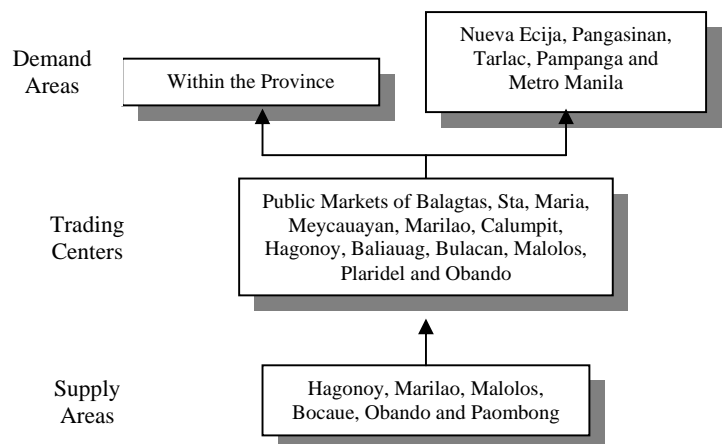 Demand
Areas
Within the Province
Nueva Ecija, Pangasinan,
Tarlac, Pampanga and
Metro Manila
Trading
Centers
Public Markets of Balagtas, Sta, Maria,
Meycauayan, Marilao, Calumpit,
Hagonoy, Baliauag, Bulacan, Malolos,
Plaridel and Obando
Supply
Areas
Hagonoy, Marilao, Malolos,
Bocaue, Obando and Paombong